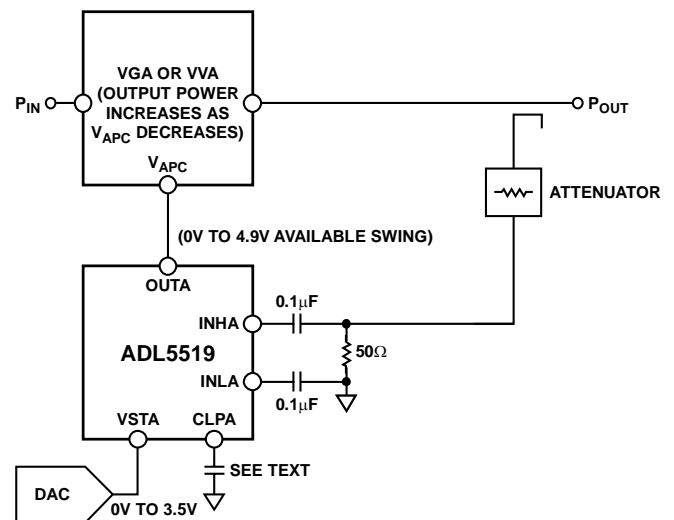 VGA OR VVA
(OUTPUT POWER
INCREASES AS
VAPC DECREASES)
PIN
POUT
VAPC
ATTENUATOR
(0V TO 4.9V AVAILABLE SWING)
OUTA
0.1μF
INHA
ADL5519
50Ω
INLA
0.1μF
VSTA
CLPA
SEE TEXT
DAC
0V TO 3.5V